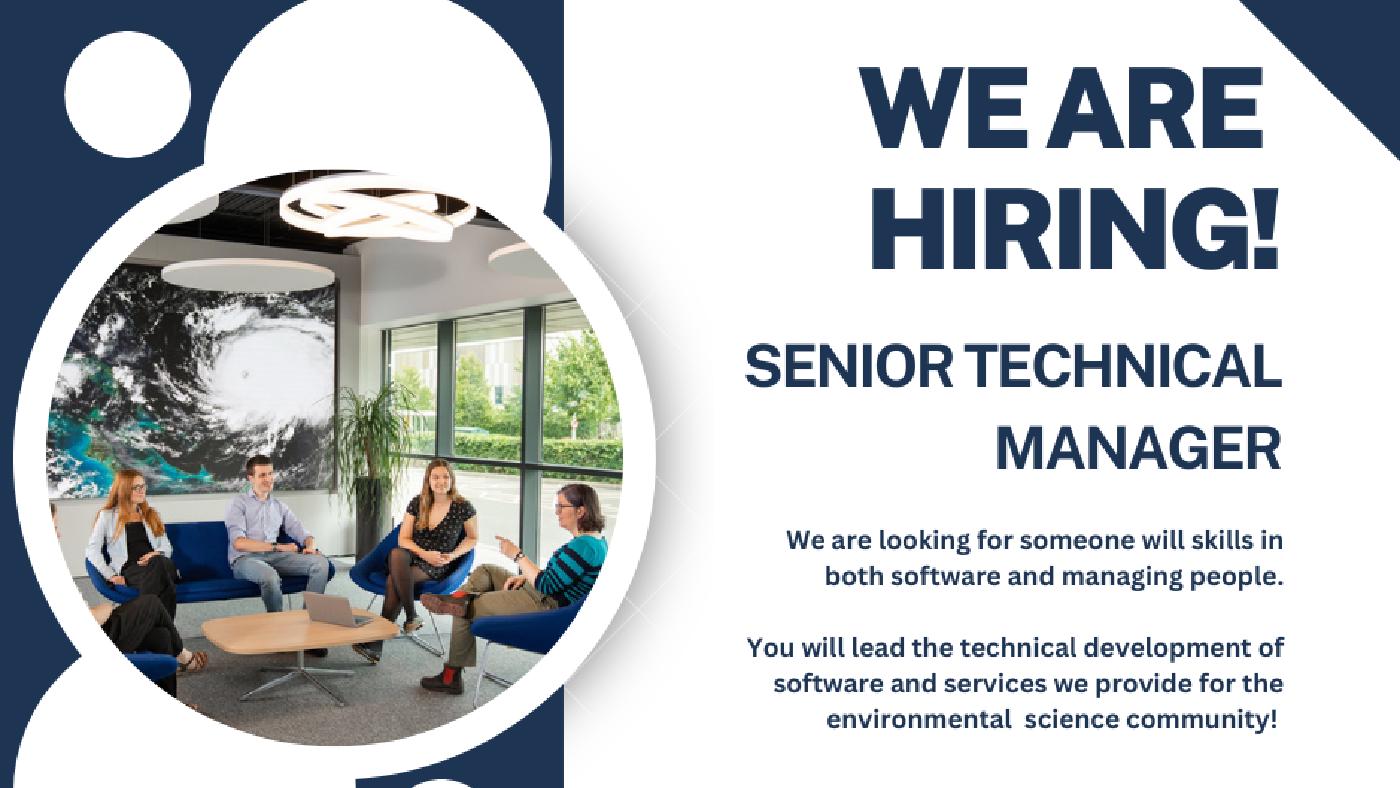 WE ARE
HIRING!
SENIOR TECHNICAL
MANAGER
We are looking for someone will skills in
both software and managing people.
You will lead the technical development of
software and services we provide for the
environmental  science community!